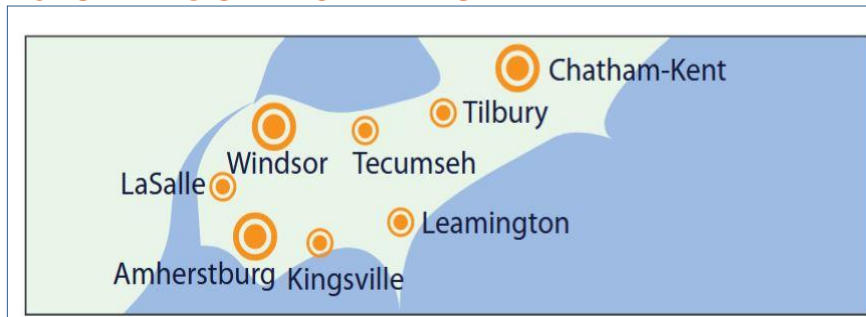 Chatham-Kent
Tilbury
Windsor
Tecumseh
LaSalle
Leamington
Amherstburg
Kingsville